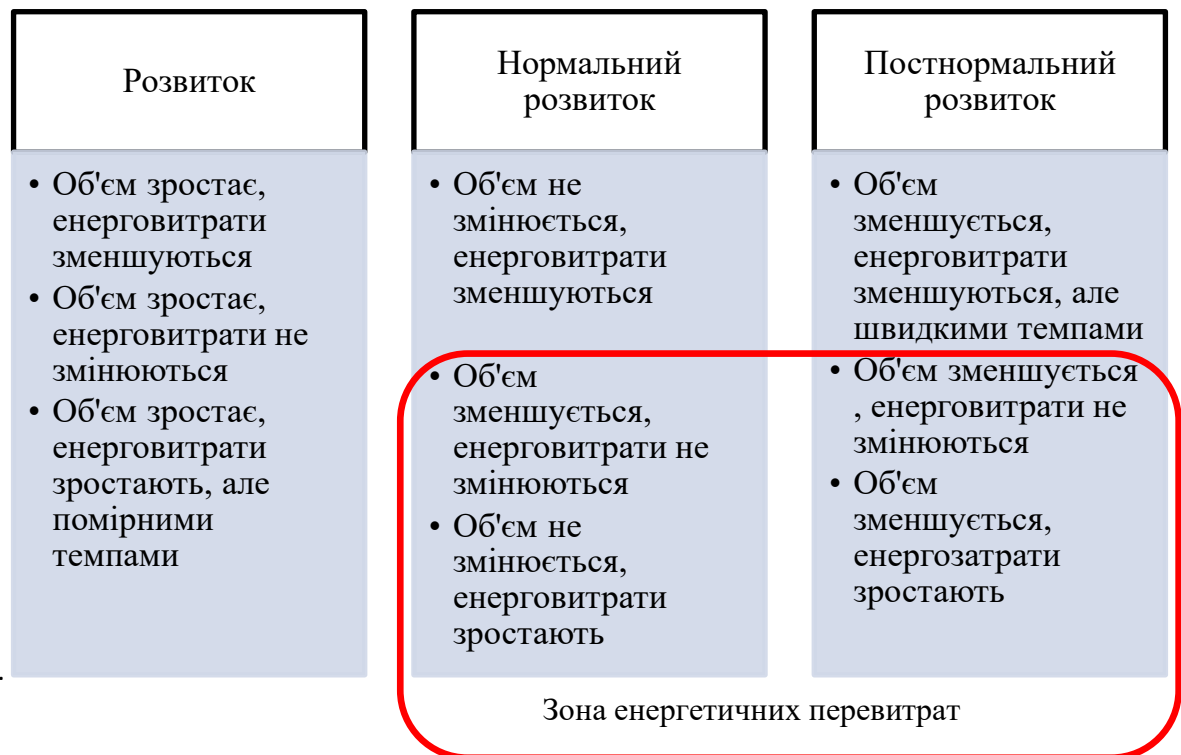 Розвиток
• Об'єм зростає,
енерговитрати
зменшуються
• Об'єм зростає,
енерговитрати не
змінюються
• Об'єм зростає,
енерговитрати
зростають, але
помірними
темпами
Нормальний
розвиток
• Об'єм не
змінюється,
енерговитрати
зменшуються
• Об'єм
зменшується,
енерговитрати не
змінюються
• Об'єм не
змінюється,
енерговитрати
зростають
Постнормальний
розвиток
• Об'єм
зменшується,
енерговитрати
зменшуються, але
швидкими темпами
• Об'єм зменшується
, енерговитрати не
змінюються
• Об'єм
зменшується,
енергозатрати
зростають
.
Зона енергетичних перевитрат